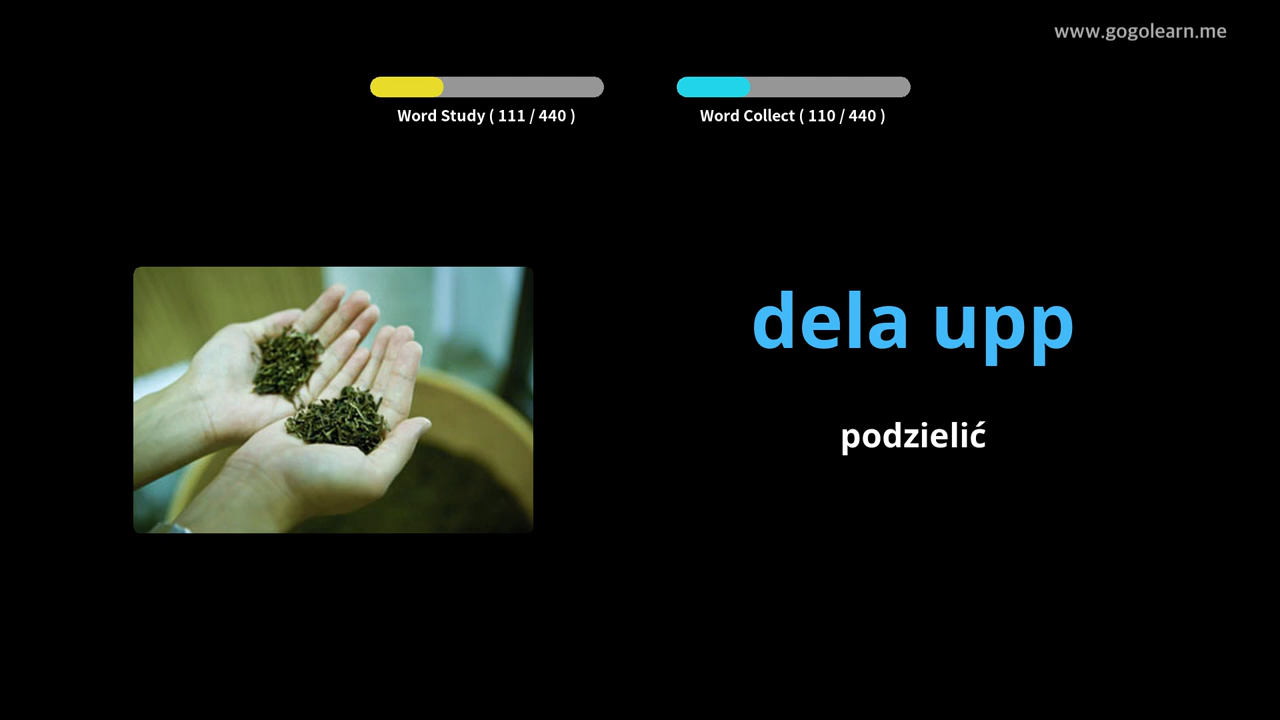 www.gogolearn.me
Word Study ( 111 / 440 )
Word Collect ( 110 / 440 )
dela upp
podzielić